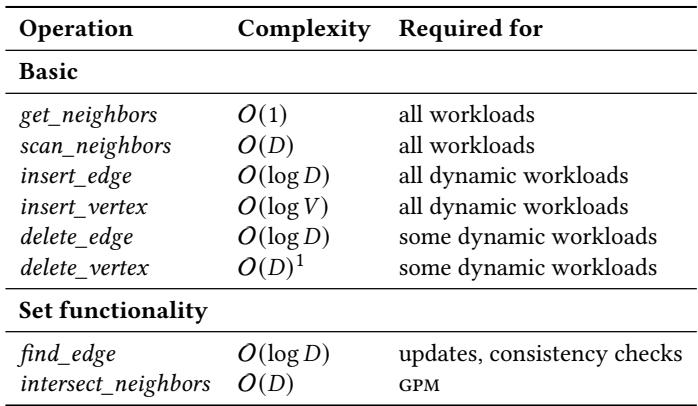 Operation Complexity Required for
Basic
get_neighbors O(1) all workloads
scan_neighbors O(D) all workloads
insert_edge O(log D) all dynamic workloads
insert_vertex O(log V) all dynamic workloads
delete_edge O(log D) some dynamic workloads
delete_vertex O(D)¹ some dynamic workloads
Set functionality
find_edge O(log D) updates, consistency checks
intersect_neighbors O(D) GPM